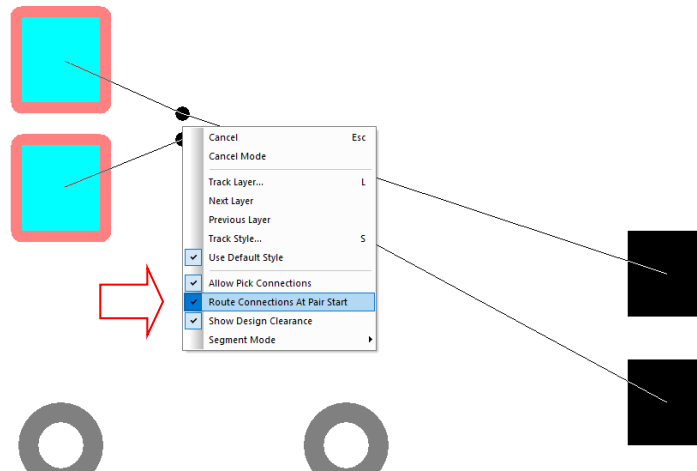 Cancel Esc
Cancel Mode
Track Layer... L
Next Layer
Previous Layer
Track Style... S
Use Default Style
Allow Pick Connections
Route Connections At Pair Start
Show Design Clearance
Segment Mode